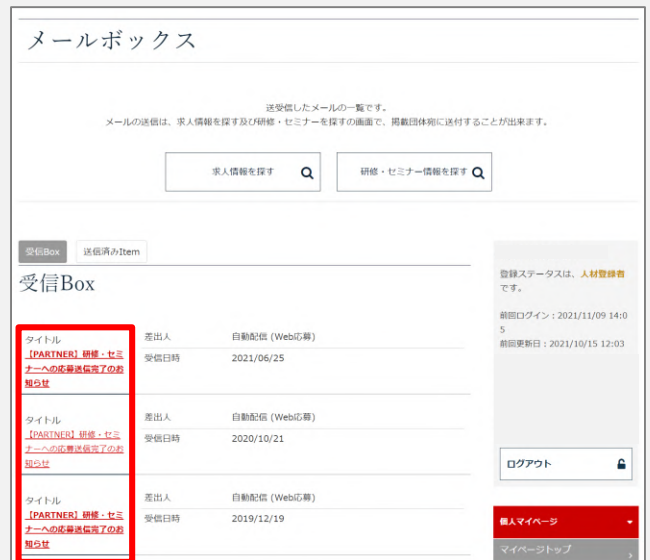 メールボックス
送受信したメールの一覧です。
メールの送信は、求人情報を探す及び研修・セミナーを探すの画面で、掲載団体宛に送付することが出来ます。
求人情報を探す
研修・セミナー情報を探す
受信Box
送信済みItem
受信Box
タイトル
【PARTNER】研修・セミ
ナーへの応募送信完了のお
知らせ
差出人 自動配信 (Web応募)
受信日時 2021/06/25
タイトル
【PARTNER】研修・セミ
ナーへの応募送信完了のお
知らせ
差出人 自動配信 (Web応募)
受信日時 2020/10/21
タイトル
【PARTNER】研修・セミ
ナーへの応募送信完了のお
知らせ
差出人 自動配信 (Web応募)
受信日時 2019/12/19
登録ステータスは、人材登録者
です。
前回ログイン : 2021/11/09 14:0
5
前回更新日 : 2021/10/15 12:03
ログアウト
個人マイページ
マイページトップ